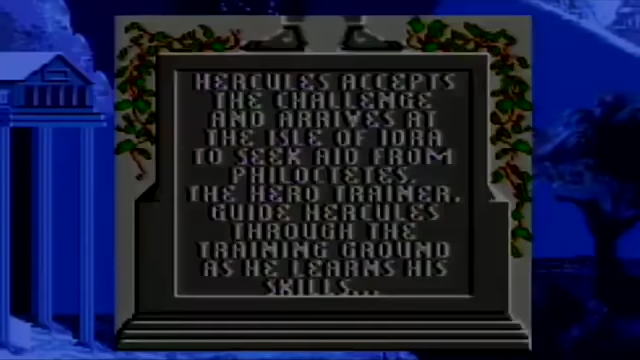 HERCULES ACCEPTS
THE CHALLENGE
AND ARRIVES AT
THE ISLE OF IDRA
TO SEEK AID FROM
PHILOCTETES,
THE HERO TRAINER.
GUIDE HERCULES
THROUGH THE
TRAINING GROUND
AS HE LEARNS HIS
SKILLS...